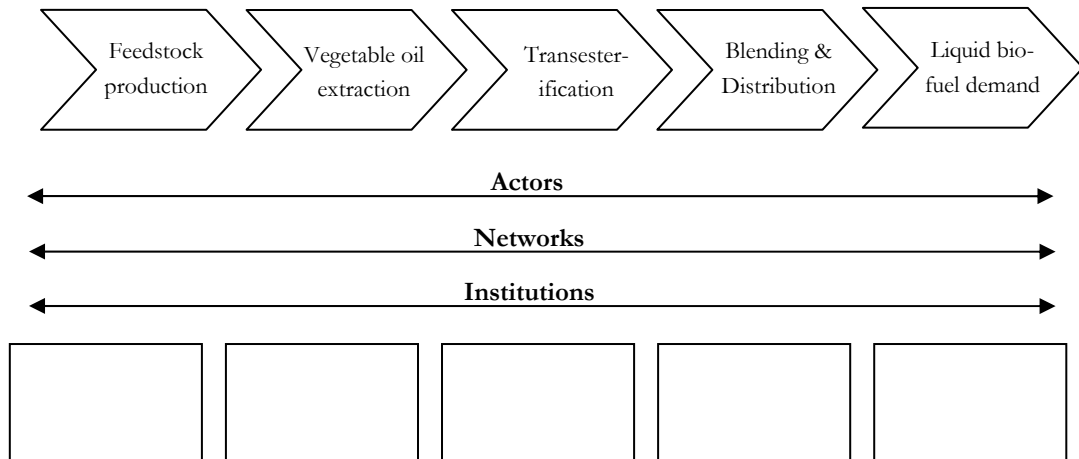 Feedstock
production
Vegetable oil
extraction
Transester-
ification
Blending &
Distribution
Liquid bio-
fuel demand
Actors
Networks
Institutions